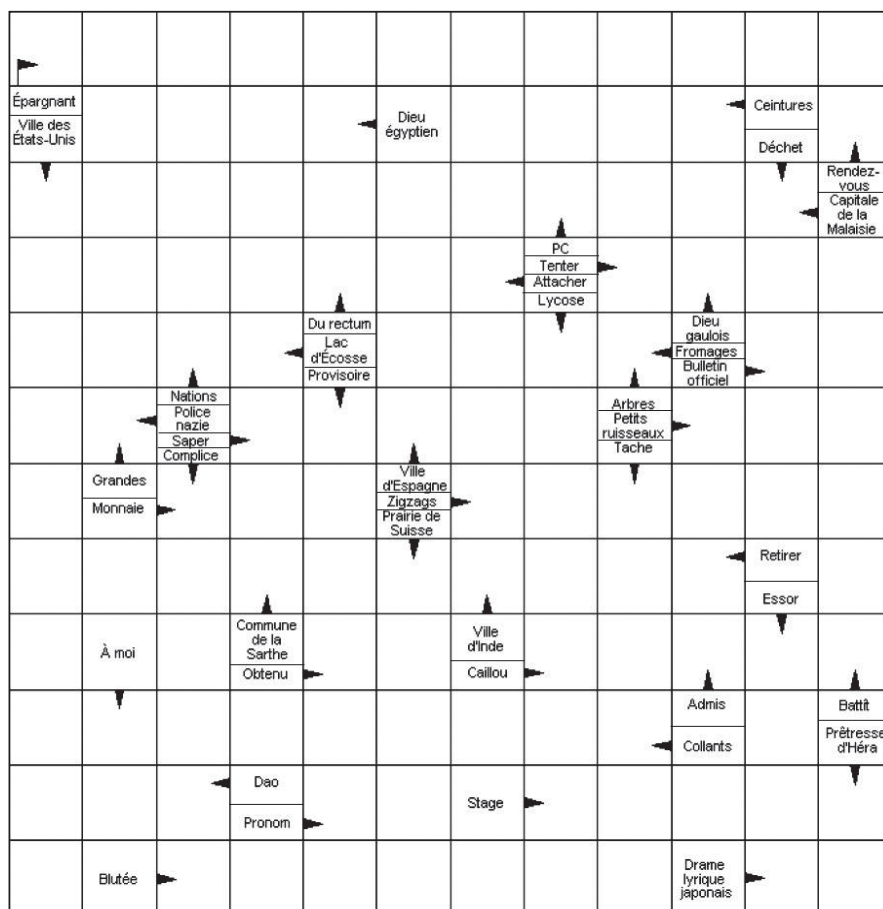 Épargnant
Ville des
États-Unis
Dieu
égyptien
Ceintures
Déchet
Rendez-
vous
Capitale
de la
Malaisie
PC
Tenter
Attacher
Lycose
Du rectum
Lac
d'Écosse
Provisoire
Dieu
gaulois
Fromages
Bulletin
officiel
Nations
Police
nazie
Saper
Complice
Arbres
Petits
ruisseaux
Tache
Grandes
Monnaie
Ville
d'Espagne
Zigzags
Prairie de
Suisse
Retirer
Essor
À moi
Commune
de la
Sarthe
Obtenu
Ville
d'Inde
Caillou
Admis
Collants
Battît
Prêtresse
d'Héra
Dao
Pronom
Stage
Blutée
Drame
lyrique
japonais